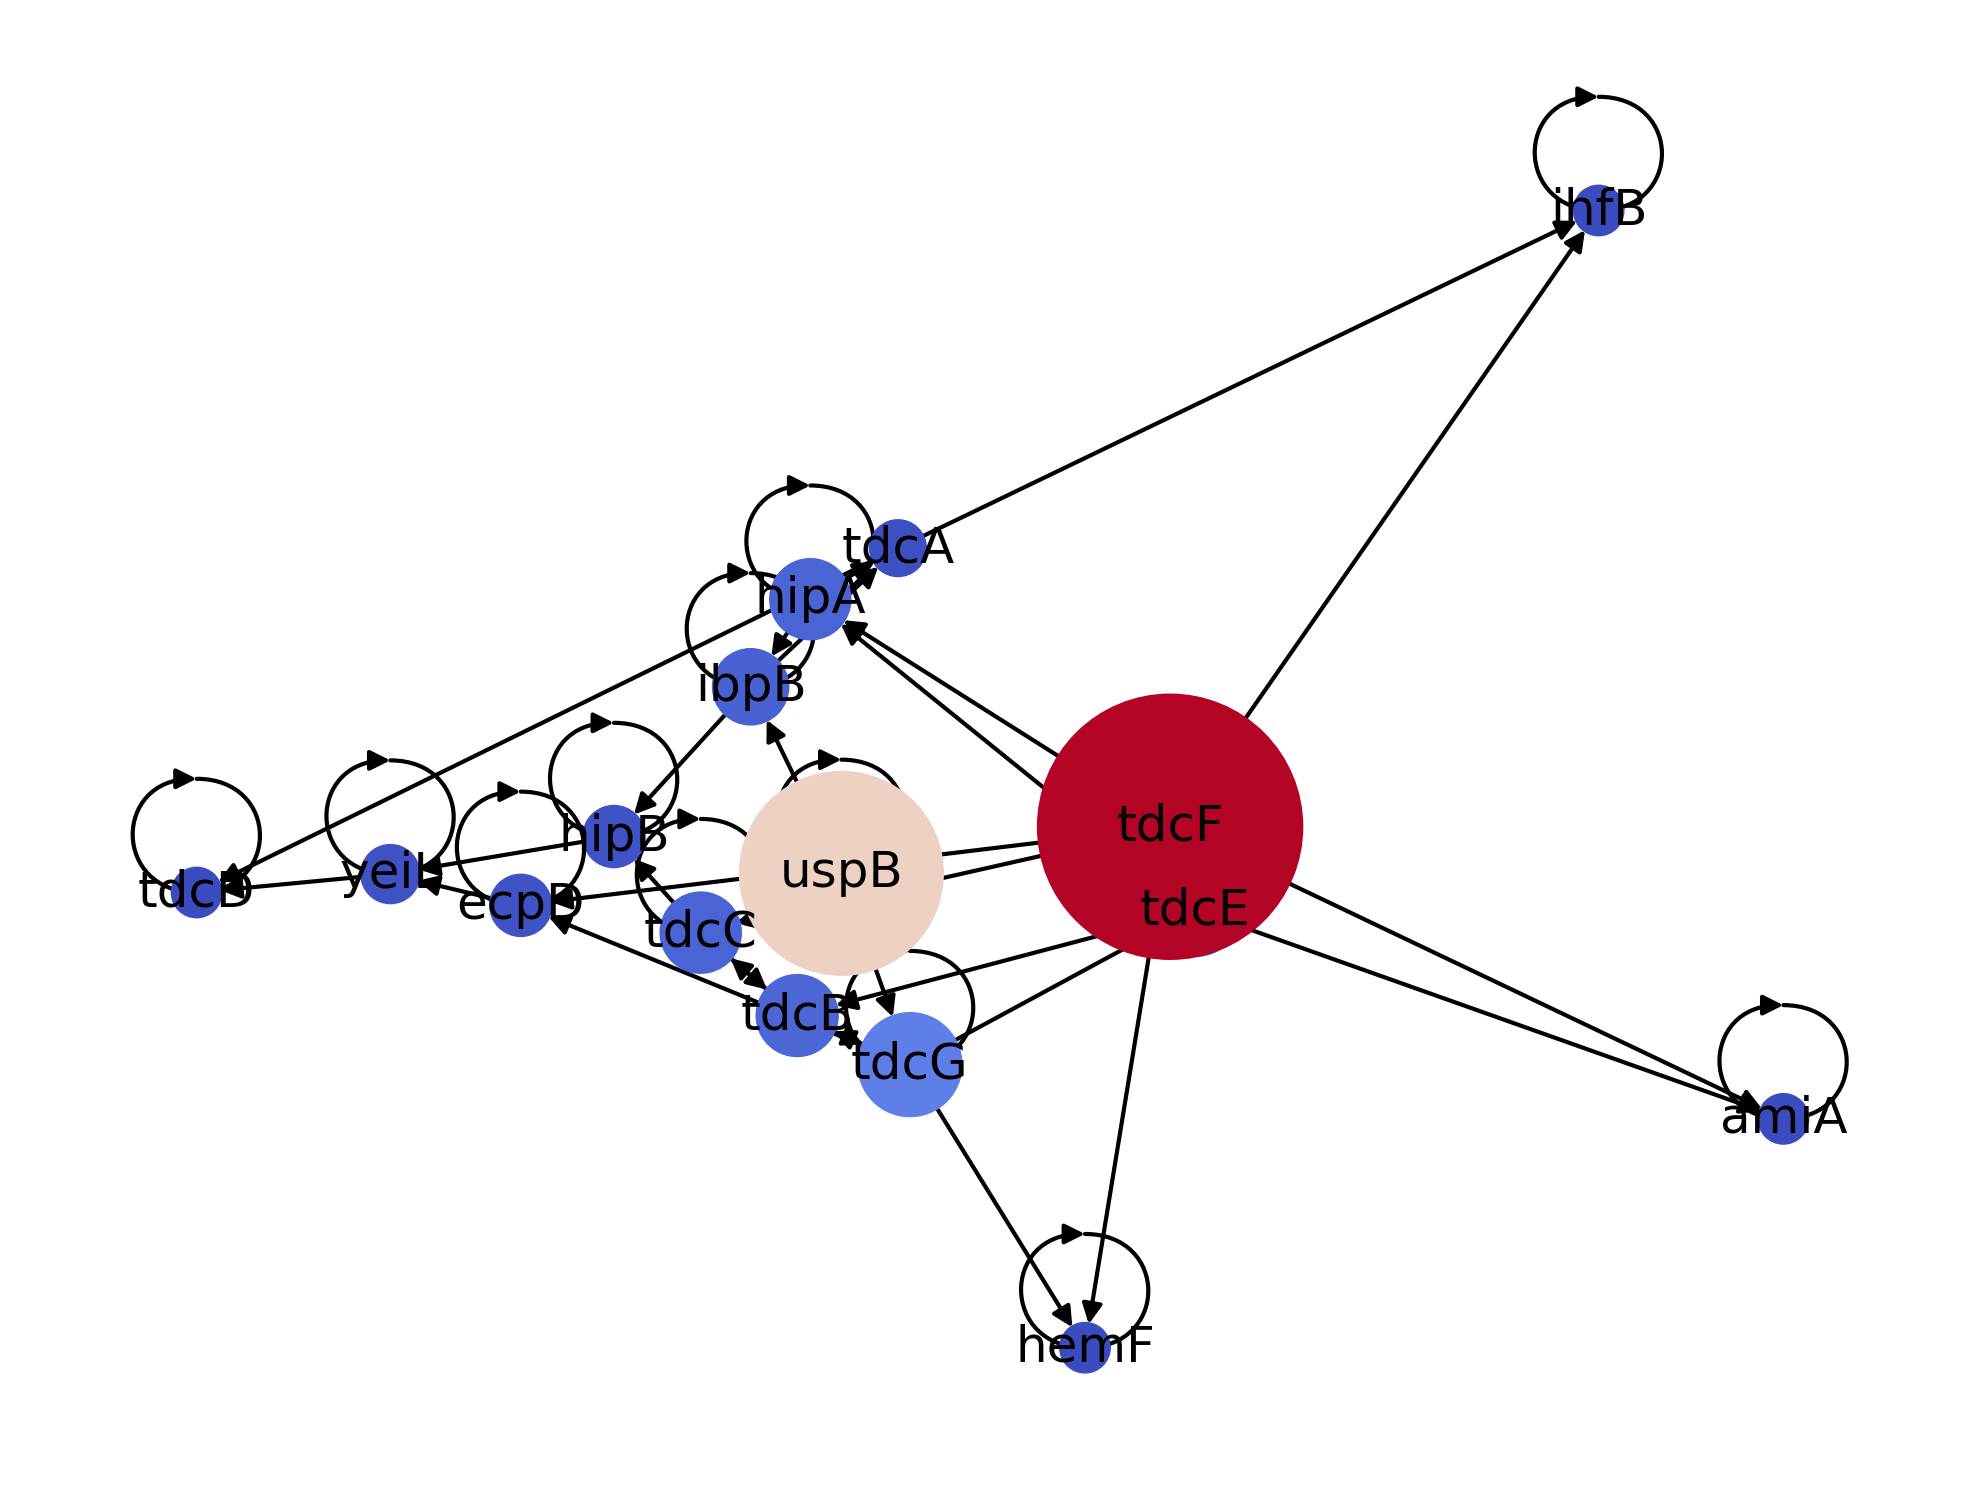 ihfB
tdcA
hipA
ibpB
tdcF
hipB
uspB
yeiL
tdcD
ecpD
tdcE
tdcC
tdcB
tdcG
amiA
hemF